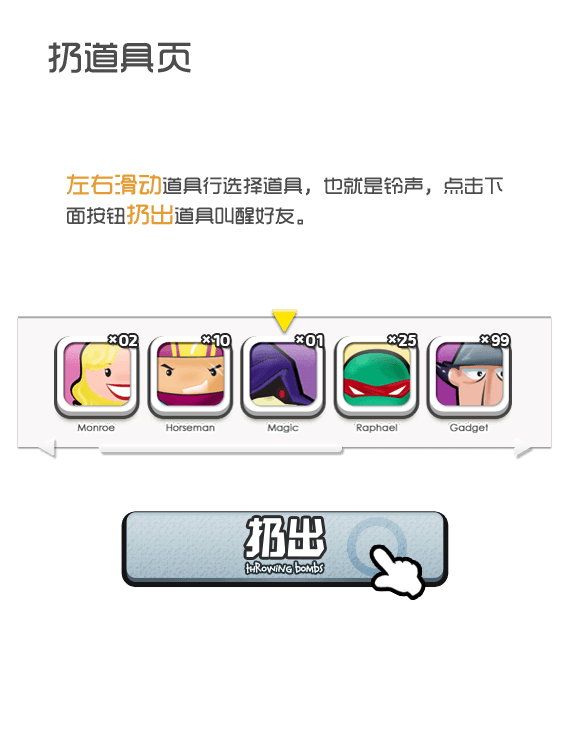 扔道具页
左右滑动道具行选择道具，也就是铃声，点击下
面按钮扔出道具叫醒好友。
×02 ×10 ×01 ×25 ×99
Monroe Horseman Magic Raphael Gadget
扔出
thRowing bombs